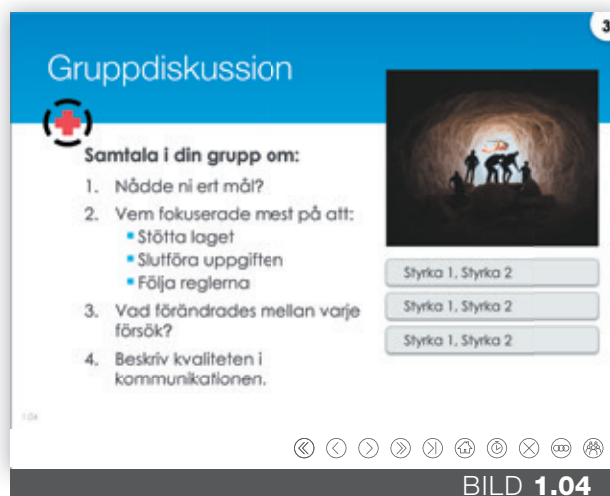 3
Gruppdiskussion
Samtala i din grupp om:
1. Nådde ni ert mål?
2. Vem fokuserade mest på att:
▪ Stötta laget
▪ Slutföra uppgiften
▪ Följa reglerna
3. Vad förändrades mellan varje
försök?
4. Beskriv kvaliteten i
kommunikationen.
Styrka 1, Styrka 2
Styrka 1, Styrka 2
Styrka 1, Styrka 2
1.04
BILD 1.04